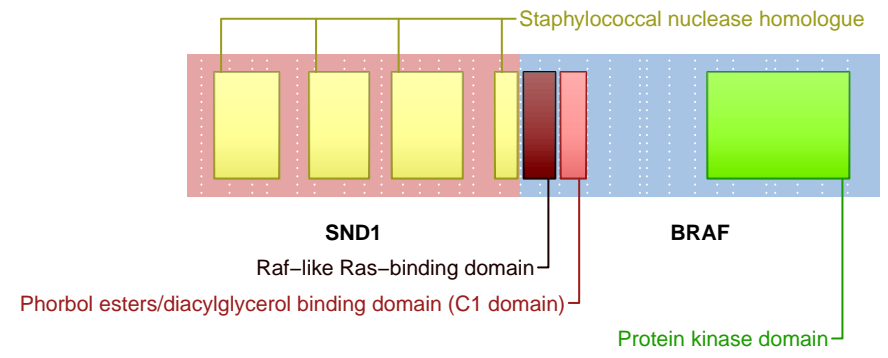 Staphylococcal nuclease homologue
SND1
BRAF
Raf−like Ras−binding domain
Phorbol esters/diacylglycerol binding domain (C1 domain)
Protein kinase domain